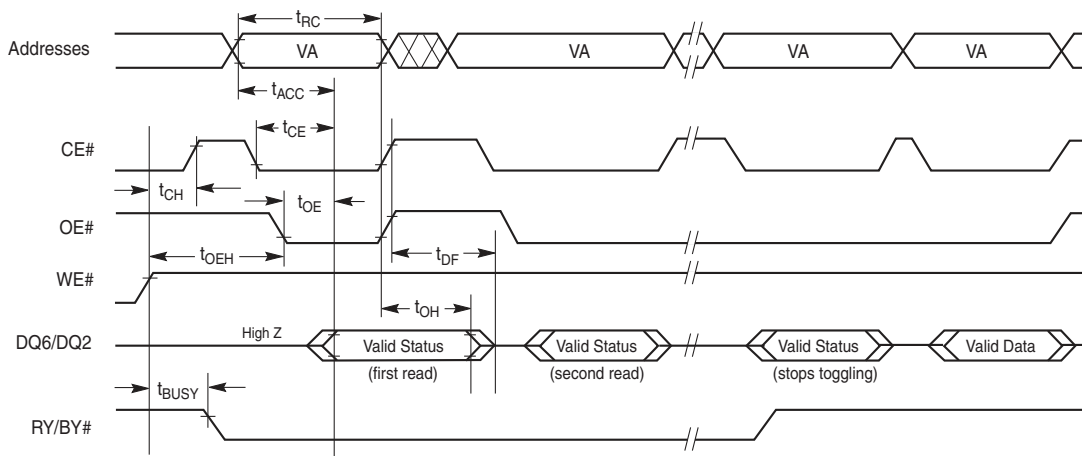 tRC
Addresses VA VA VA VA
tACC
tCE
CE#
tCH
tOE
OE#
tOEH tDF
WE#
tOH
High Z
DQ6/DQ2 Valid Status Valid Status Valid Status Valid Data
(first read) (second read) (stops toggling)
tBUSY
RY/BY#